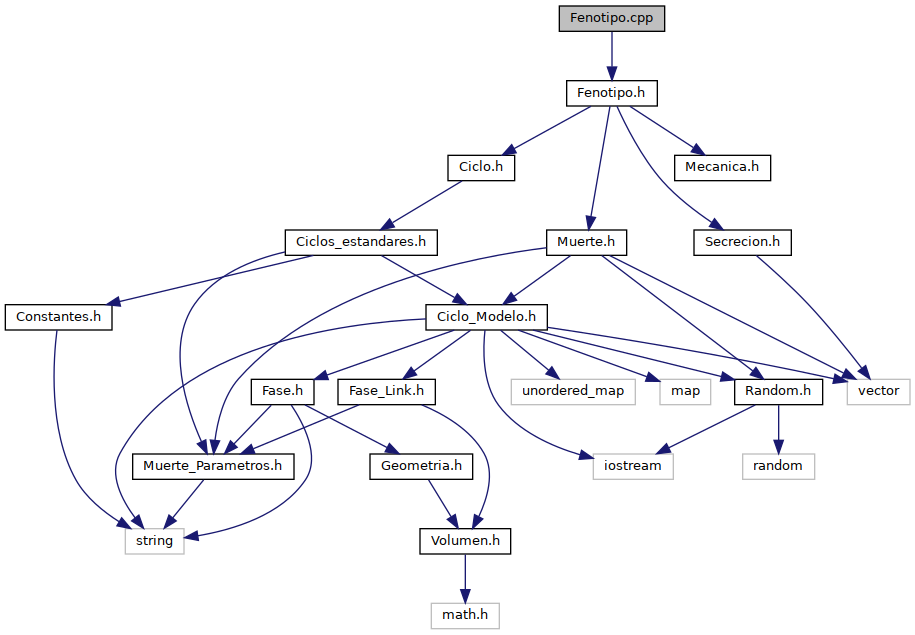 Fenotipo.cpp
Fenotipo.h
Ciclo.h
Mecanica.h
Ciclos_estandares.h
Muerte.h
Secrecion.h
Constantes.h
Ciclo_Modelo.h
Fase.h
Fase_Link.h
unordered_map
map
Random.h
vector
Muerte_Parametros.h
Geometria.h
iostream
random
string
Volumen.h
math.h